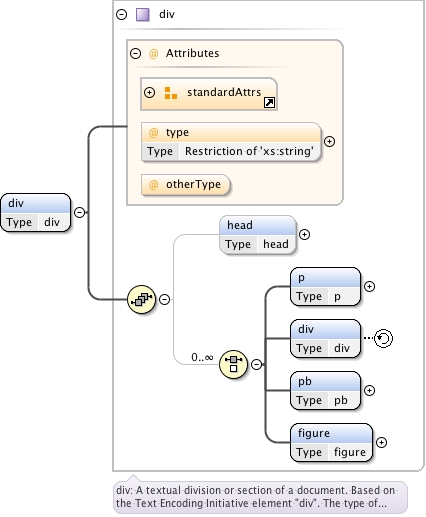 div
Attributes
standardAttrs
type
Type Restriction of 'xs:string'
otherType
div
Type div
head
Type head
0..∞
p
Type p
div
Type div
pb
Type pb
figure
Type figure
div: A textual division or section of a document. Based on
the Text Encoding Initiative element "div". The type of...